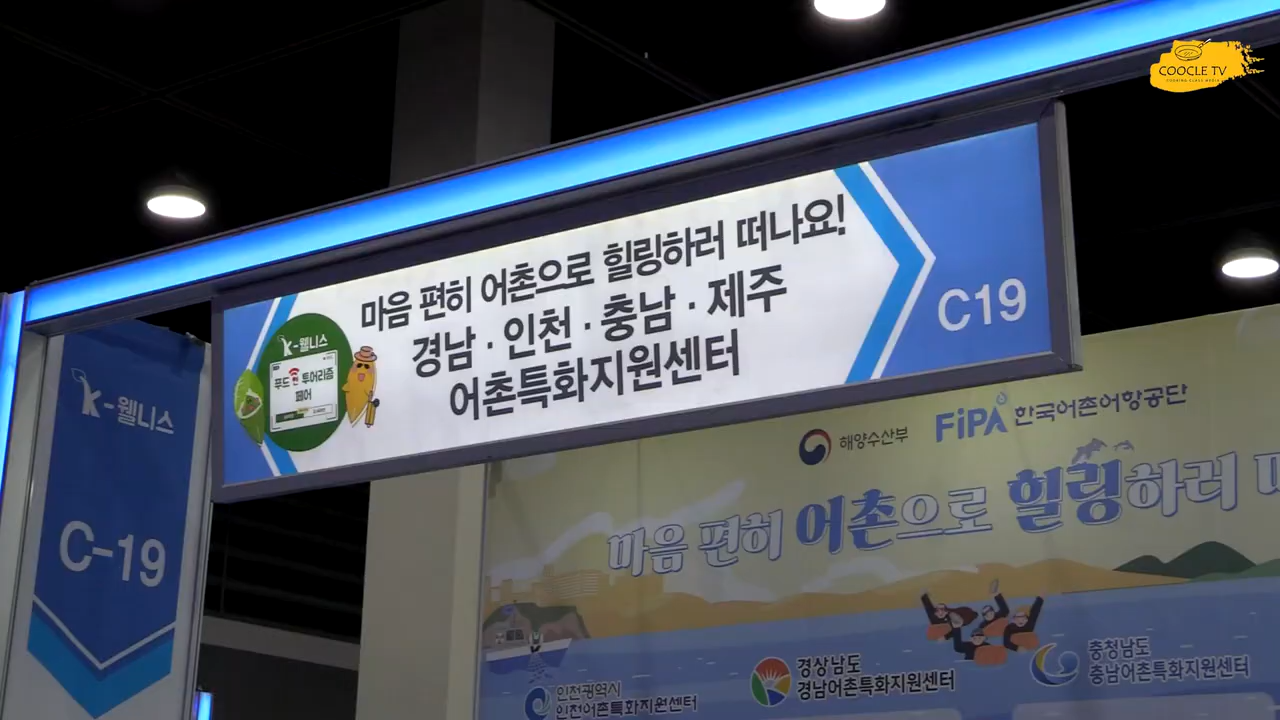 COOCLE TV
COOKING CLASS MEDIA
마음 편히 어촌으로 힐링하러 떠나요!
경남 · 인천 · 충남 · 제주
어촌특화지원센터
C19
K-웰니스
푸드 앤 투어리즘
페어
K-웰니스
C-19
해양수산부
FiPA 한국어촌어항공단
마음 편히 어촌으로 힐링하러
인천광역시
인천어촌특화지원센터
경상남도
경남어촌특화지원센터
충청남도
충남어촌특화지원센터